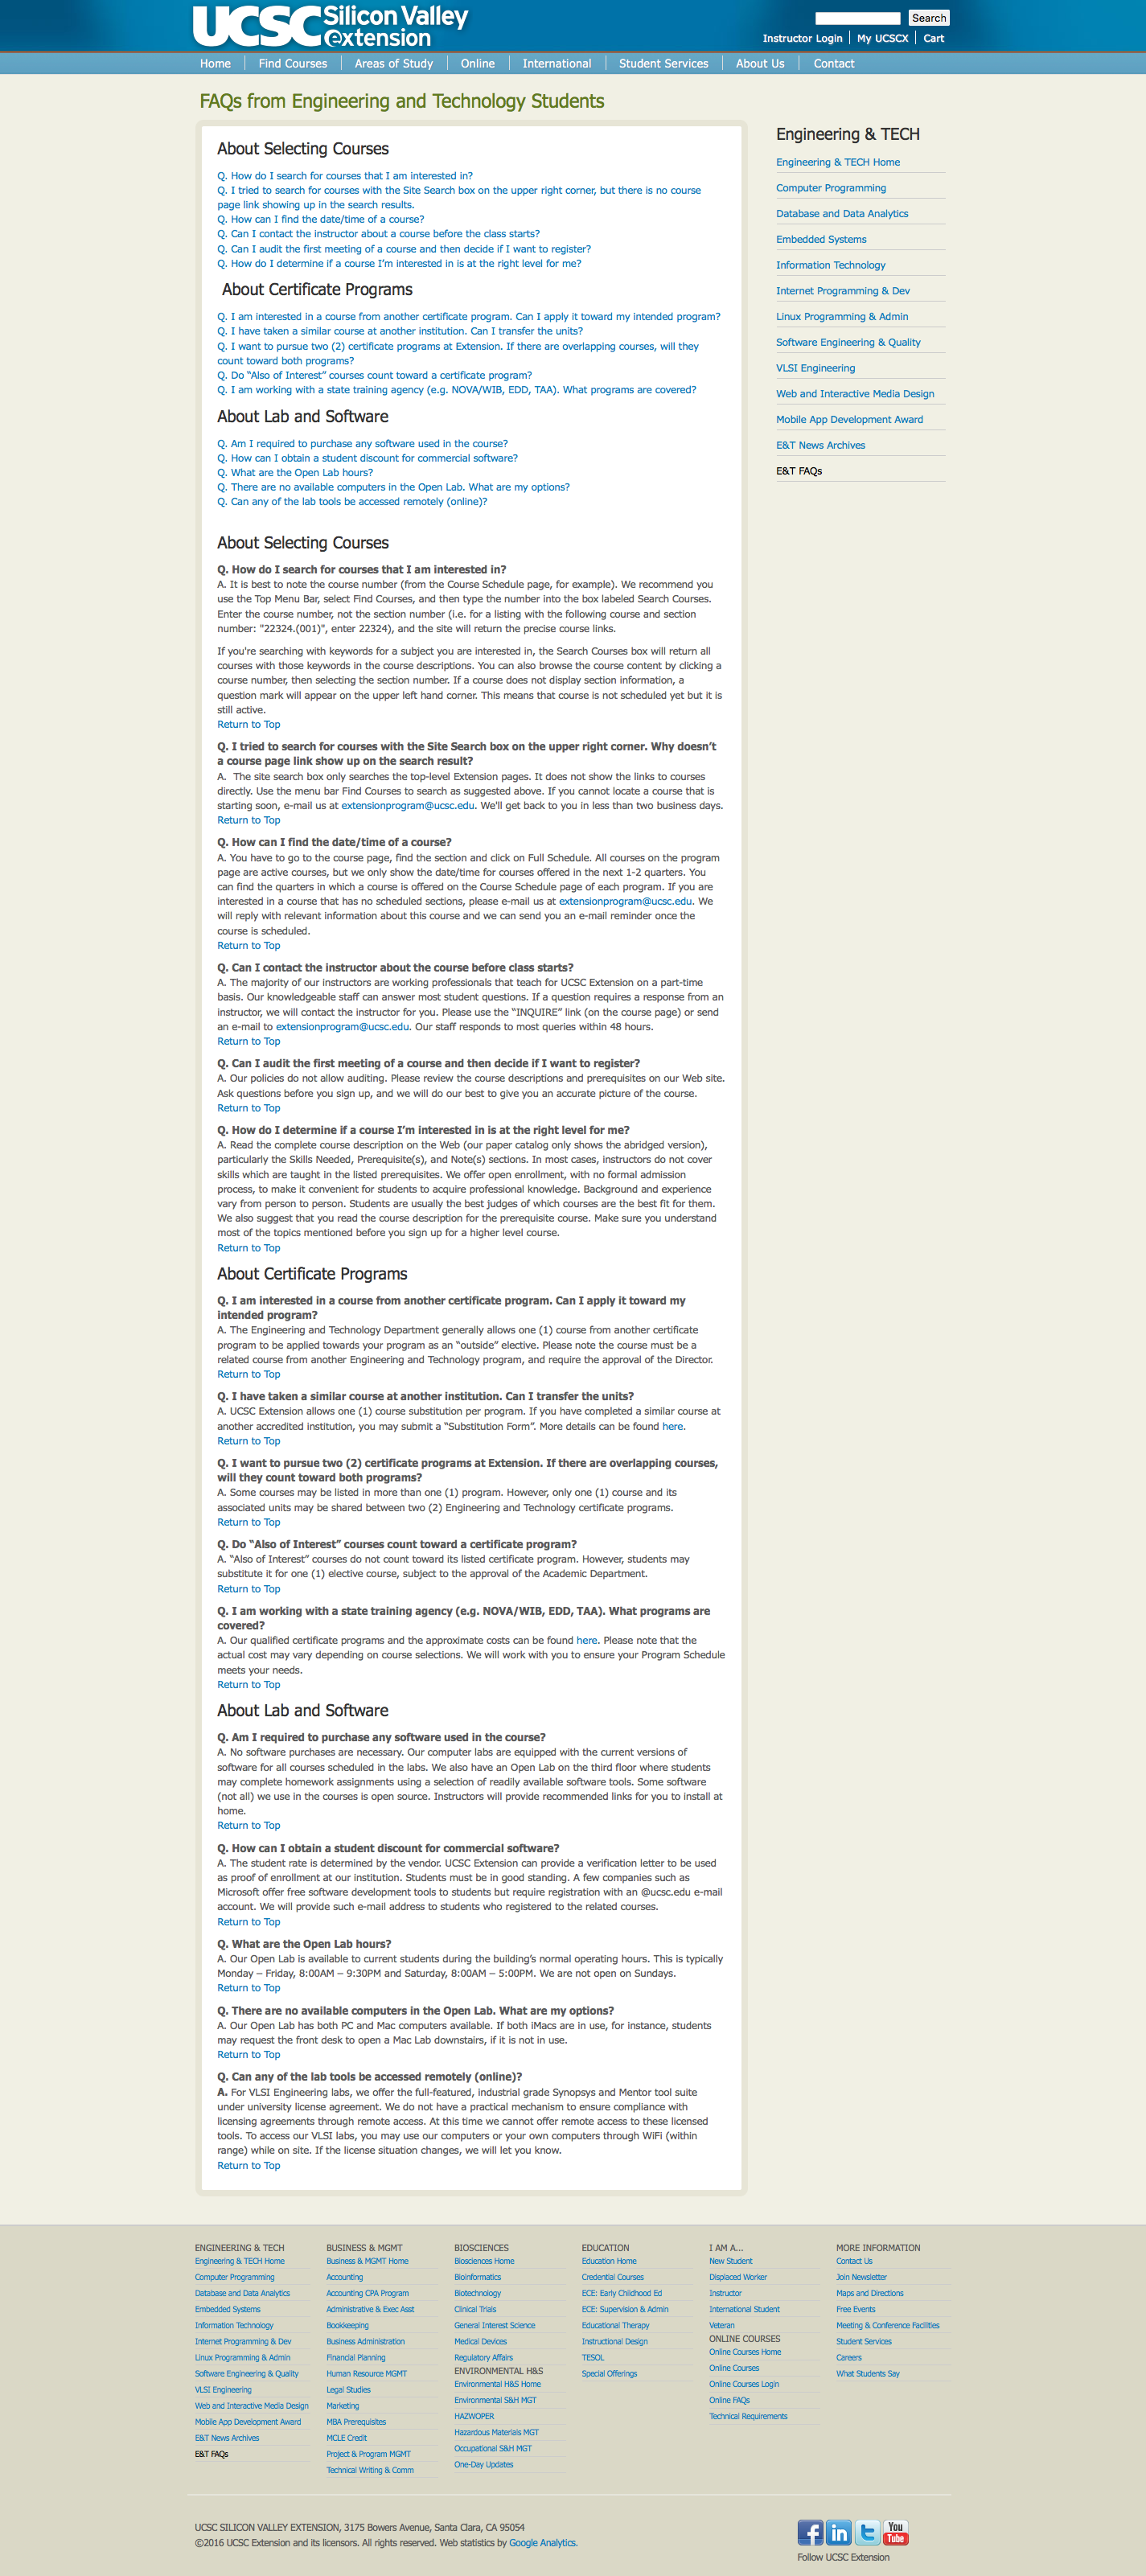 UCSC Silicon Valley extension
Search
Instructor Login | My UCSCX | Cart
Home
Find Courses
Areas of Study
Online
International
Student Services
About Us
Contact
FAQs from Engineering and Technology Students
About Selecting Courses
Q. How do I search for courses that I am interested in?
Q. I tried to search for courses with the Site Search box on the upper right corner, but there is no course
page link showing up in the search results.
Q. How can I find the date/time of a course?
Q. Can I contact the instructor about a course before the class starts?
Q. Can I audit the first meeting of a course and then decide if I want to register?
Q. How do I determine if a course I'm interested in is at the right level for me?
About Certificate Programs
Q. I am interested in a course from another certificate program. Can I apply it toward my intended program?
Q. I have taken a similar course at another institution. Can I transfer the units?
Q. I want to pursue two (2) certificate programs at Extension. If there are overlapping courses, will they
count toward both programs?
Q. Do “Also of Interest” courses count toward a certificate program?
Q. I am working with a state training agency (e.g. NOVA/WIB, EDD, TAA). What programs are covered?
About Lab and Software
Q. Am I required to purchase any software used in the course?
Q. How can I obtain a student discount for commercial software?
Q. What are the Open Lab hours?
Q. There are no available computers in the Open Lab. What are my options?
Q. Can any of the lab tools be accessed remotely (online)?
About Selecting Courses
Q. How do I search for courses that I am interested in?
A. It is best to note the course number (from the Course Schedule page, for example). We recommend you
use the Top Menu Bar, select Find Courses, and then type the number into the box labeled Search Courses.
Enter the course number, not the section number (i.e. for a listing with the following course and section
number: "22324.(001)", enter 22324), and the site will return the precise course links.
If you're searching with keywords for a subject you are interested in, the Search Courses box will return all
courses with those keywords in the course descriptions. You can also browse the course content by clicking a
course number, then selecting the section number. If a course does not display section information, a
question mark will appear on the upper left hand corner. This means that course is not scheduled yet but it is
still active.
Return to Top
Q. I tried to search for courses with the Site Search box on the upper right corner. Why doesn't
a course page link show up on the search result?
A. The site search box only searches the top-level Extension pages. It does not show the links to courses
directly. Use the menu bar Find Courses to search as suggested above. If you cannot locate a course that is
starting soon, e-mail us at extensionprogram@ucsc.edu. We'll get back to you in less than two business days.
Return to Top
Q. How can I find the date/time of a course?
A. You have to go to the course page, find the section and click on Full Schedule. All courses on the program
page are active courses, but we only show the date/time for courses offered in the next 1-2 quarters. You
can find the quarters in which a course is offered on the Course Schedule page of each program. If you are
interested in a course that has no scheduled sections, please e-mail us at extensionprogram@ucsc.edu. We
will reply with relevant information about this course and we can send you an e-mail reminder once the
course is scheduled.
Return to Top
Q. Can I contact the instructor about the course before class starts?
A. The majority of our instructors are working professionals that teach for UCSC Extension on a part-time
basis. Our knowledgeable staff can answer most student questions. If a question requires a response from an
instructor, we will contact the instructor for you. Please use the “INQUIRE” link (on the course page) or send
an e-mail to extensionprogram@ucsc.edu. Our staff responds to most queries within 48 hours.
Return to Top
Q. Can I audit the first meeting of a course and then decide if I want to register?
A. Our policies do not allow auditing. Please review the course descriptions and prerequisites on our Web site.
Ask questions before you sign up, and we will do our best to give you an accurate picture of the course.
Return to Top
Q. How do I determine if a course I'm interested in is at the right level for me?
A. Read the complete course description on the Web (our paper catalog only shows the abridged version),
particularly the Skills Needed, Prerequisite(s), and Note(s) sections. In most cases, instructors do not cover
skills which are taught in the listed prerequisites. We offer open enrollment, with no formal admission
process, to make it convenient for students to acquire professional knowledge. Background and experience
vary from person to person. Students are usually the best judges of which courses are the best fit for them.
We also suggest that you read the course description for the prerequisite course. Make sure you understand
most of the topics mentioned before you sign up for a higher level course.
Return to Top
About Certificate Programs
Q. I am interested in a course from another certificate program. Can I apply it toward my
intended program?
A. The Engineering and Technology Department generally allows one (1) course from another certificate
program to be applied towards your program as an “outside” elective. Please note the course must be a
related course from another Engineering and Technology program, and require the approval of the Director.
Return to Top
Q. I have taken a similar course at another institution. Can I transfer the units?
A. UCSC Extension allows one (1) course substitution per program. If you have completed a similar course at
another accredited institution, you may submit a “Substitution Form”. More details can be found here.
Return to Top
Q. I want to pursue two (2) certificate programs at Extension. If there are overlapping courses,
will they count toward both programs?
A. Some courses may be listed in more than one (1) program. However, only one (1) course and its
associated units may be shared between two (2) Engineering and Technology certificate programs.
Return to Top
Q. Do “Also of Interest” courses count toward a certificate program?
A. “Also of Interest” courses do not count toward its listed certificate program. However, students may
substitute it for one (1) elective course, subject to the approval of the Academic Department.
Return to Top
Q. I am working with a state training agency (e.g. NOVA/WIB, EDD, TAA). What programs are
covered?
A. Our qualified certificate programs and the approximate costs can be found here. Please note that the
actual cost may vary depending on course selections. We will work with you to ensure your Program Schedule
meets your needs.
Return to Top
About Lab and Software
Q. Am I required to purchase any software used in the course?
A. No software purchases are necessary. Our computer labs are equipped with the current versions of
software for all courses scheduled in the labs. We also have an Open Lab on the third floor where students
may complete homework assignments using a selection of readily available software tools. Some software
(not all) we use in the courses is open source. Instructors will provide recommended links for you to install at
home.
Return to Top
Q. How can I obtain a student discount for commercial software?
A. The student rate is determined by the vendor. UCSC Extension can provide a verification letter to be used
as proof of enrollment at our institution. Students must be in good standing. A few companies such as
Microsoft offer free software development tools to students but require registration with an @ucsc.edu e-mail
account. We will provide such e-mail address to students who registered to the related courses.
Return to Top
Q. What are the Open Lab hours?
A. Our Open Lab is available to current students during the building's normal operating hours. This is typically
Monday – Friday, 8:00AM – 9:30PM and Saturday, 8:00AM – 5:00PM. We are not open on Sundays.
Return to Top
Q. There are no available computers in the Open Lab. What are my options?
A. Our Open Lab has both PC and Mac computers available. If both iMacs are in use, for instance, students
may request the front desk to open a Mac Lab downstairs, if it is not in use.
Return to Top
Q. Can any of the lab tools be accessed remotely (online)?
A. For VLSI Engineering labs, we offer the full-featured, industrial grade Synopsys and Mentor tool suite
under university license agreement. We do not have a practical mechanism to ensure compliance with
licensing agreements through remote access. At this time we cannot offer remote access to these licensed
tools. To access our VLSI labs, you may use our computers or your own computers through WiFi (within
range) while on site. If the license situation changes, we will let you know.
Return to Top
Engineering & TECH
Engineering & TECH Home
Computer Programming
Database and Data Analytics
Embedded Systems
Information Technology
Internet Programming & Dev
Linux Programming & Admin
Software Engineering & Quality
VLSI Engineering
Web and Interactive Media Design
Mobile App Development Award
E&T News Archives
E&T FAQs
ENGINEERING & TECH
Engineering & TECH Home
Computer Programming
Database and Data Analytics
Embedded Systems
Information Technology
Internet Programming & Dev
Linux Programming & Admin
Software Engineering & Quality
VLSI Engineering
Web and Interactive Media Design
Mobile App Development Award
E&T News Archives
E&T FAQs
BUSINESS & MGMT
Business & MGMT Home
Accounting
Accounting CPA Program
Administrative & Exec Asst
Bookkeeping
Business Administration
Financial Planning
Human Resource MGMT
Legal Studies
Marketing
MBA Prerequisites
MCLE Credit
Project & Program MGMT
Technical Writing & Comm
BIOSCIENCES
Biosciences Home
Bioinformatics
Biotechnology
Clinical Trials
General Interest Science
Medical Devices
Regulatory Affairs
ENVIRONMENTAL H&S
Environmental H&S Home
Environmental S&H MGT
HAZWOPER
Hazardous Materials MGT
Occupational S&H MGT
One-Day Updates
EDUCATION
Education Home
Credential Courses
ECE: Early Childhood Ed
ECE: Supervision & Admin
Educational Therapy
Instructional Design
TESOL
Special Offerings
I AM A...
New Student
Displaced Worker
Instructor
International Student
Veteran
ONLINE COURSES
Online Courses Home
Online Courses
Online Courses Login
Online FAQs
Technical Requirements
MORE INFORMATION
Contact Us
Join Newsletter
Maps and Directions
Free Events
Meeting & Conference Facilities
Student Services
Careers
What Students Say
UCSC SILICON VALLEY EXTENSION, 3175 Bowers Avenue, Santa Clara, CA 95054
©2016 UCSC Extension and its licensors. All rights reserved. Web statistics by Google Analytics.
f in t You Tube
Follow UCSC Extension